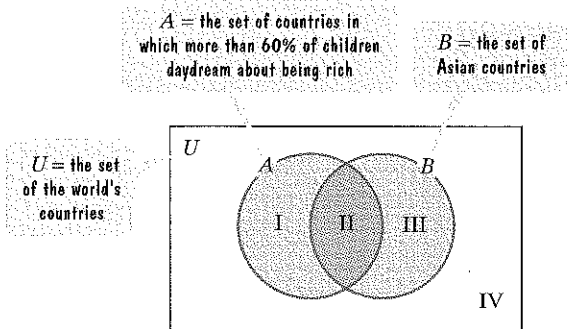 A = the set of countries in
which more than 60% of children
daydream about being rich
B = the set of
Asian countries
U = the set
of the world's
countries
U
A
B
I
II
III
IV